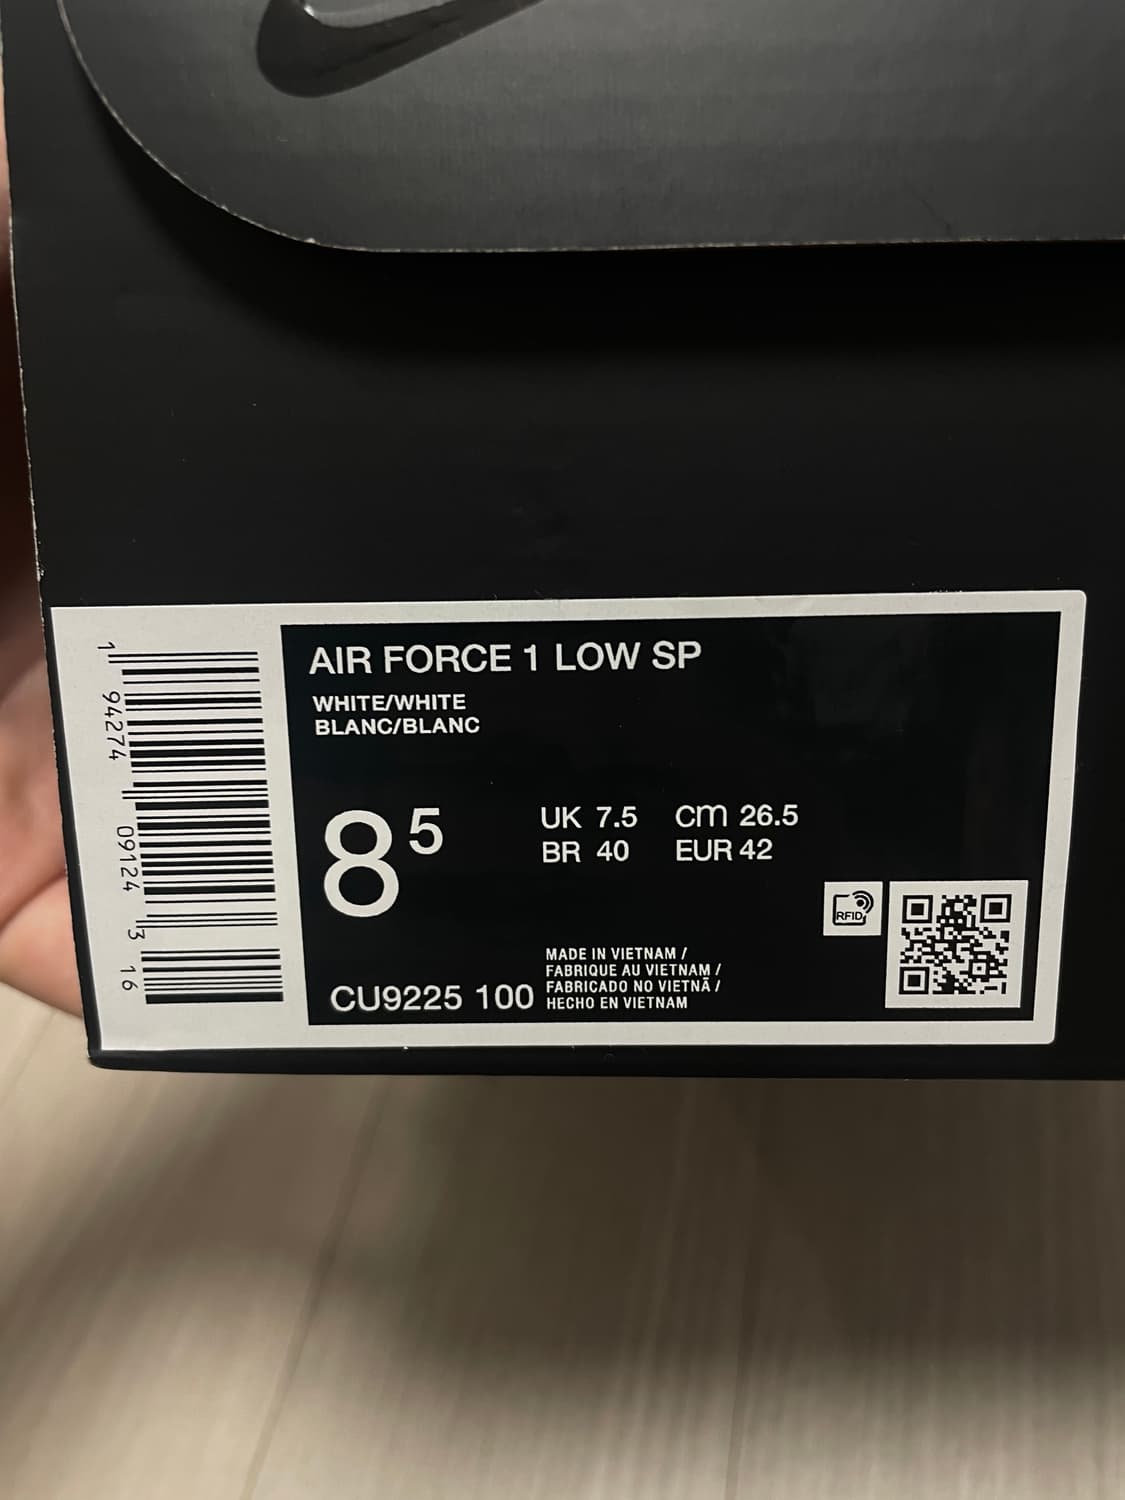 AIR FORCE 1 LOW SP
WHITE/WHITE
BLANC/BLANC
8 5
UK 7.5 cm 26.5
BR 40 EUR 42
RFID
MADE IN VIETNAM /
FABRIQUE AU VIETNAM /
FABRICADO NO VIETNÃ /
HECHO EN VIETNAM
CU9225 100
1 94274 09124 3 16